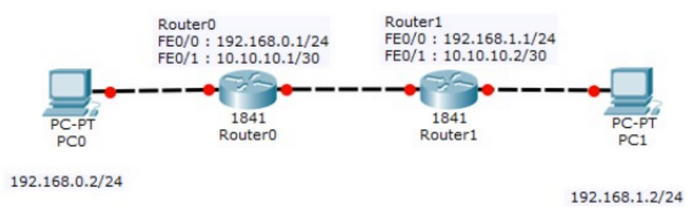 Router0
FE0/0 : 192.168.0.1/24
FE0/1 : 10.10.10.1/30
Router1
FE0/0 : 192.168.1.1/24
FE0/1 : 10.10.10.2/30
PC-PT
PC0
1841
Router0
1841
Router1
PC-PT
PC1
192.168.0.2/24
192.168.1.2/24